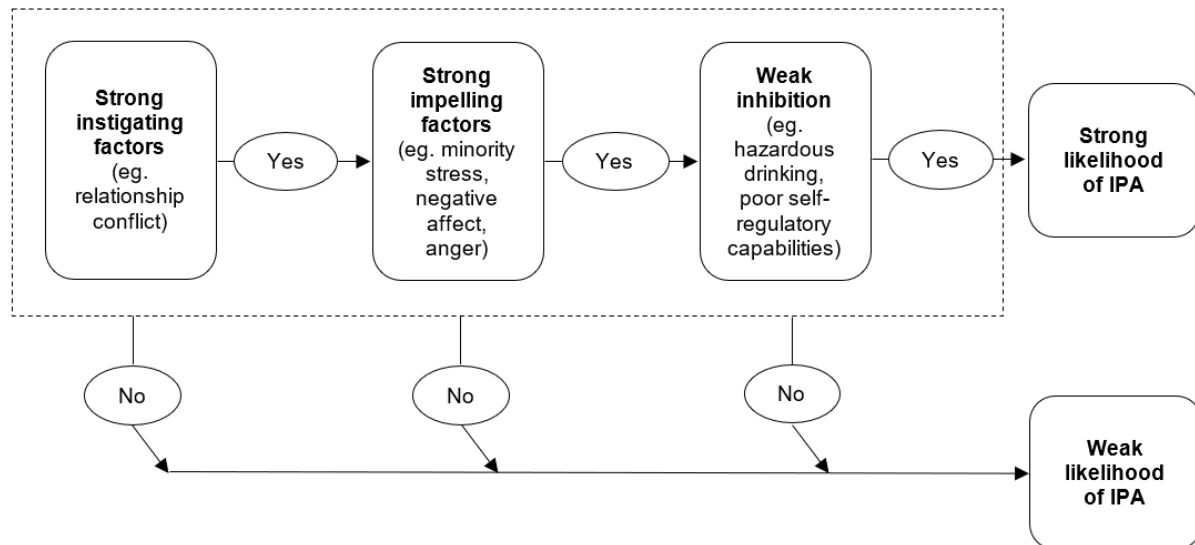 Strong
instigating
factors
(eg.
relationship
conflict)
Yes
Strong
impelling
factors
(eg. minority
stress,
negative
affect,
anger)
Yes
Weak
inhibition
(eg.
hazardous
drinking,
poor self-
regulatory
capabilities)
Yes
Strong
likelihood
of IPA
No
No
No
Weak
likelihood
of IPA